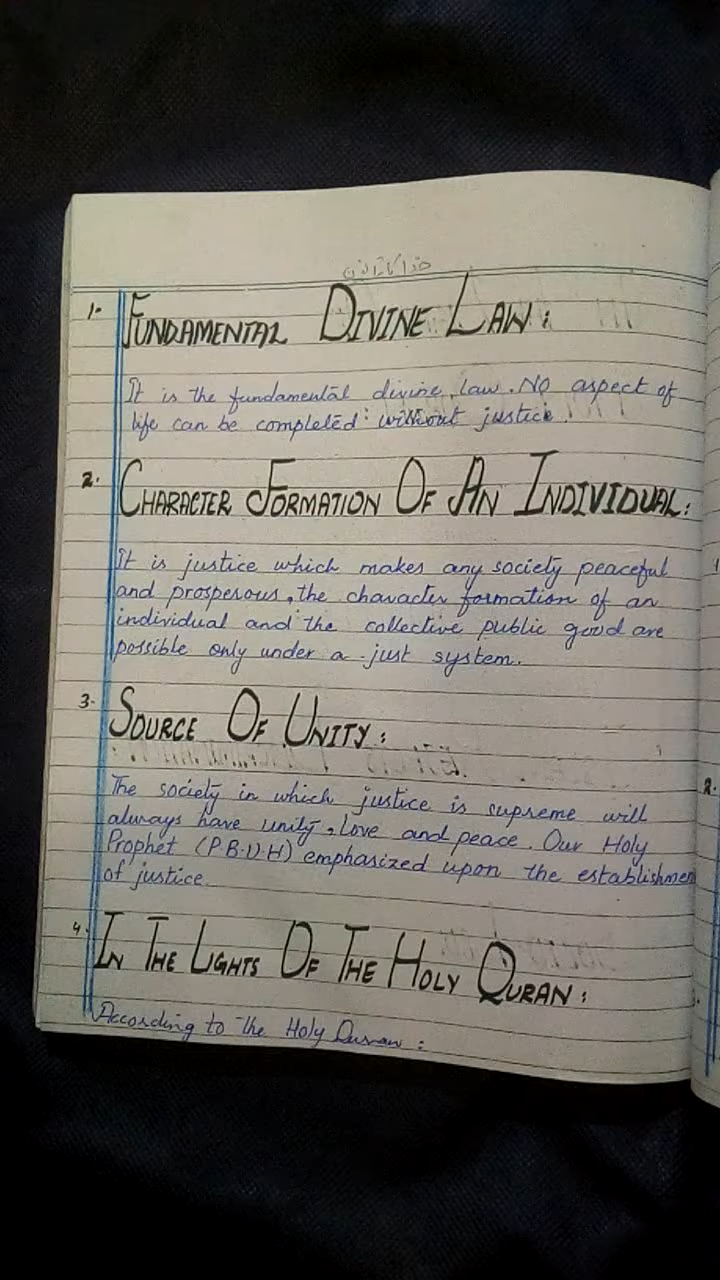 خدا کا قانون
1- FUNDAMENTAL DIVINE LAW:
It is the fundamental divine law. No aspect of
life can be completed: without justice.
2. CHARACTER FORMATION OF AN INDIVIDUAL:
It is justice which makes any society peaceful
and prosperous, the character formation of an
individual and the collective public good are
possible only under a just system.
3- SOURCE OF UNITY:
The society in which justice is supreme will
always have unity, love and peace. Our Holy
Prophet (P.B.U.H) emphasized upon the establishmen
of justice.
4. IN THE LIGHTS OF THE HOLY QURAN:
According to the Holy Quran:
2.